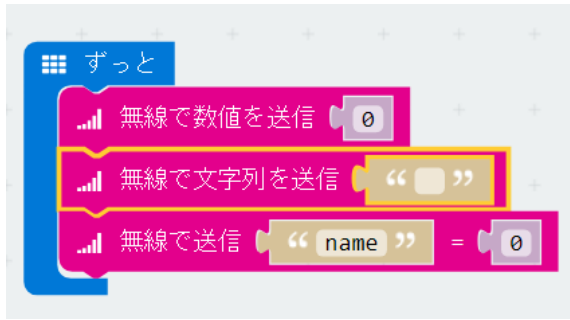 ずっと
無線で数値を送信 0
無線で文字列を送信 “ ”
無線で送信 “ name ” = 0